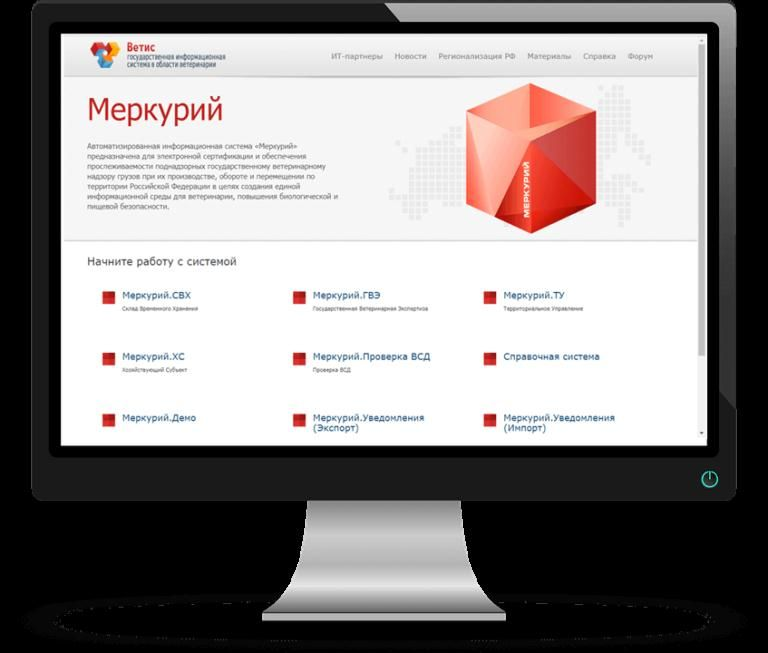 Ветис
государственная информационная
система в области ветеринарии
ИТ-партнеры Новости Регионализация РФ Материалы Справка Форум
Меркурий
Автоматизированная информационная система «Меркурий»
предназначена для электронной сертификации и обеспечения
прослеживаемости поднадзорных государственному ветеринарному
надзору грузов при их производстве, обороте и перемещении по
территории Российской Федерации в целях создания единой
информационной среды для ветеринарии, повышения биологической и
пищевой безопасности.
МЕРКУРИЙ
Начните работу с системой
Меркурий.СВХ
Склад Временного Хранения
Меркурий.ГВЭ
Государственная Ветеринарная Экспертиза
Меркурий.ТУ
Территориальное Управление
Меркурий.ХС
Хозяйствующий Субъект
Меркурий.Проверка ВСД
Проверка ВСД
Справочная система
Меркурий.Демо
Меркурий.Уведомления
(Экспорт)
Меркурий.Уведомления
(Импорт)